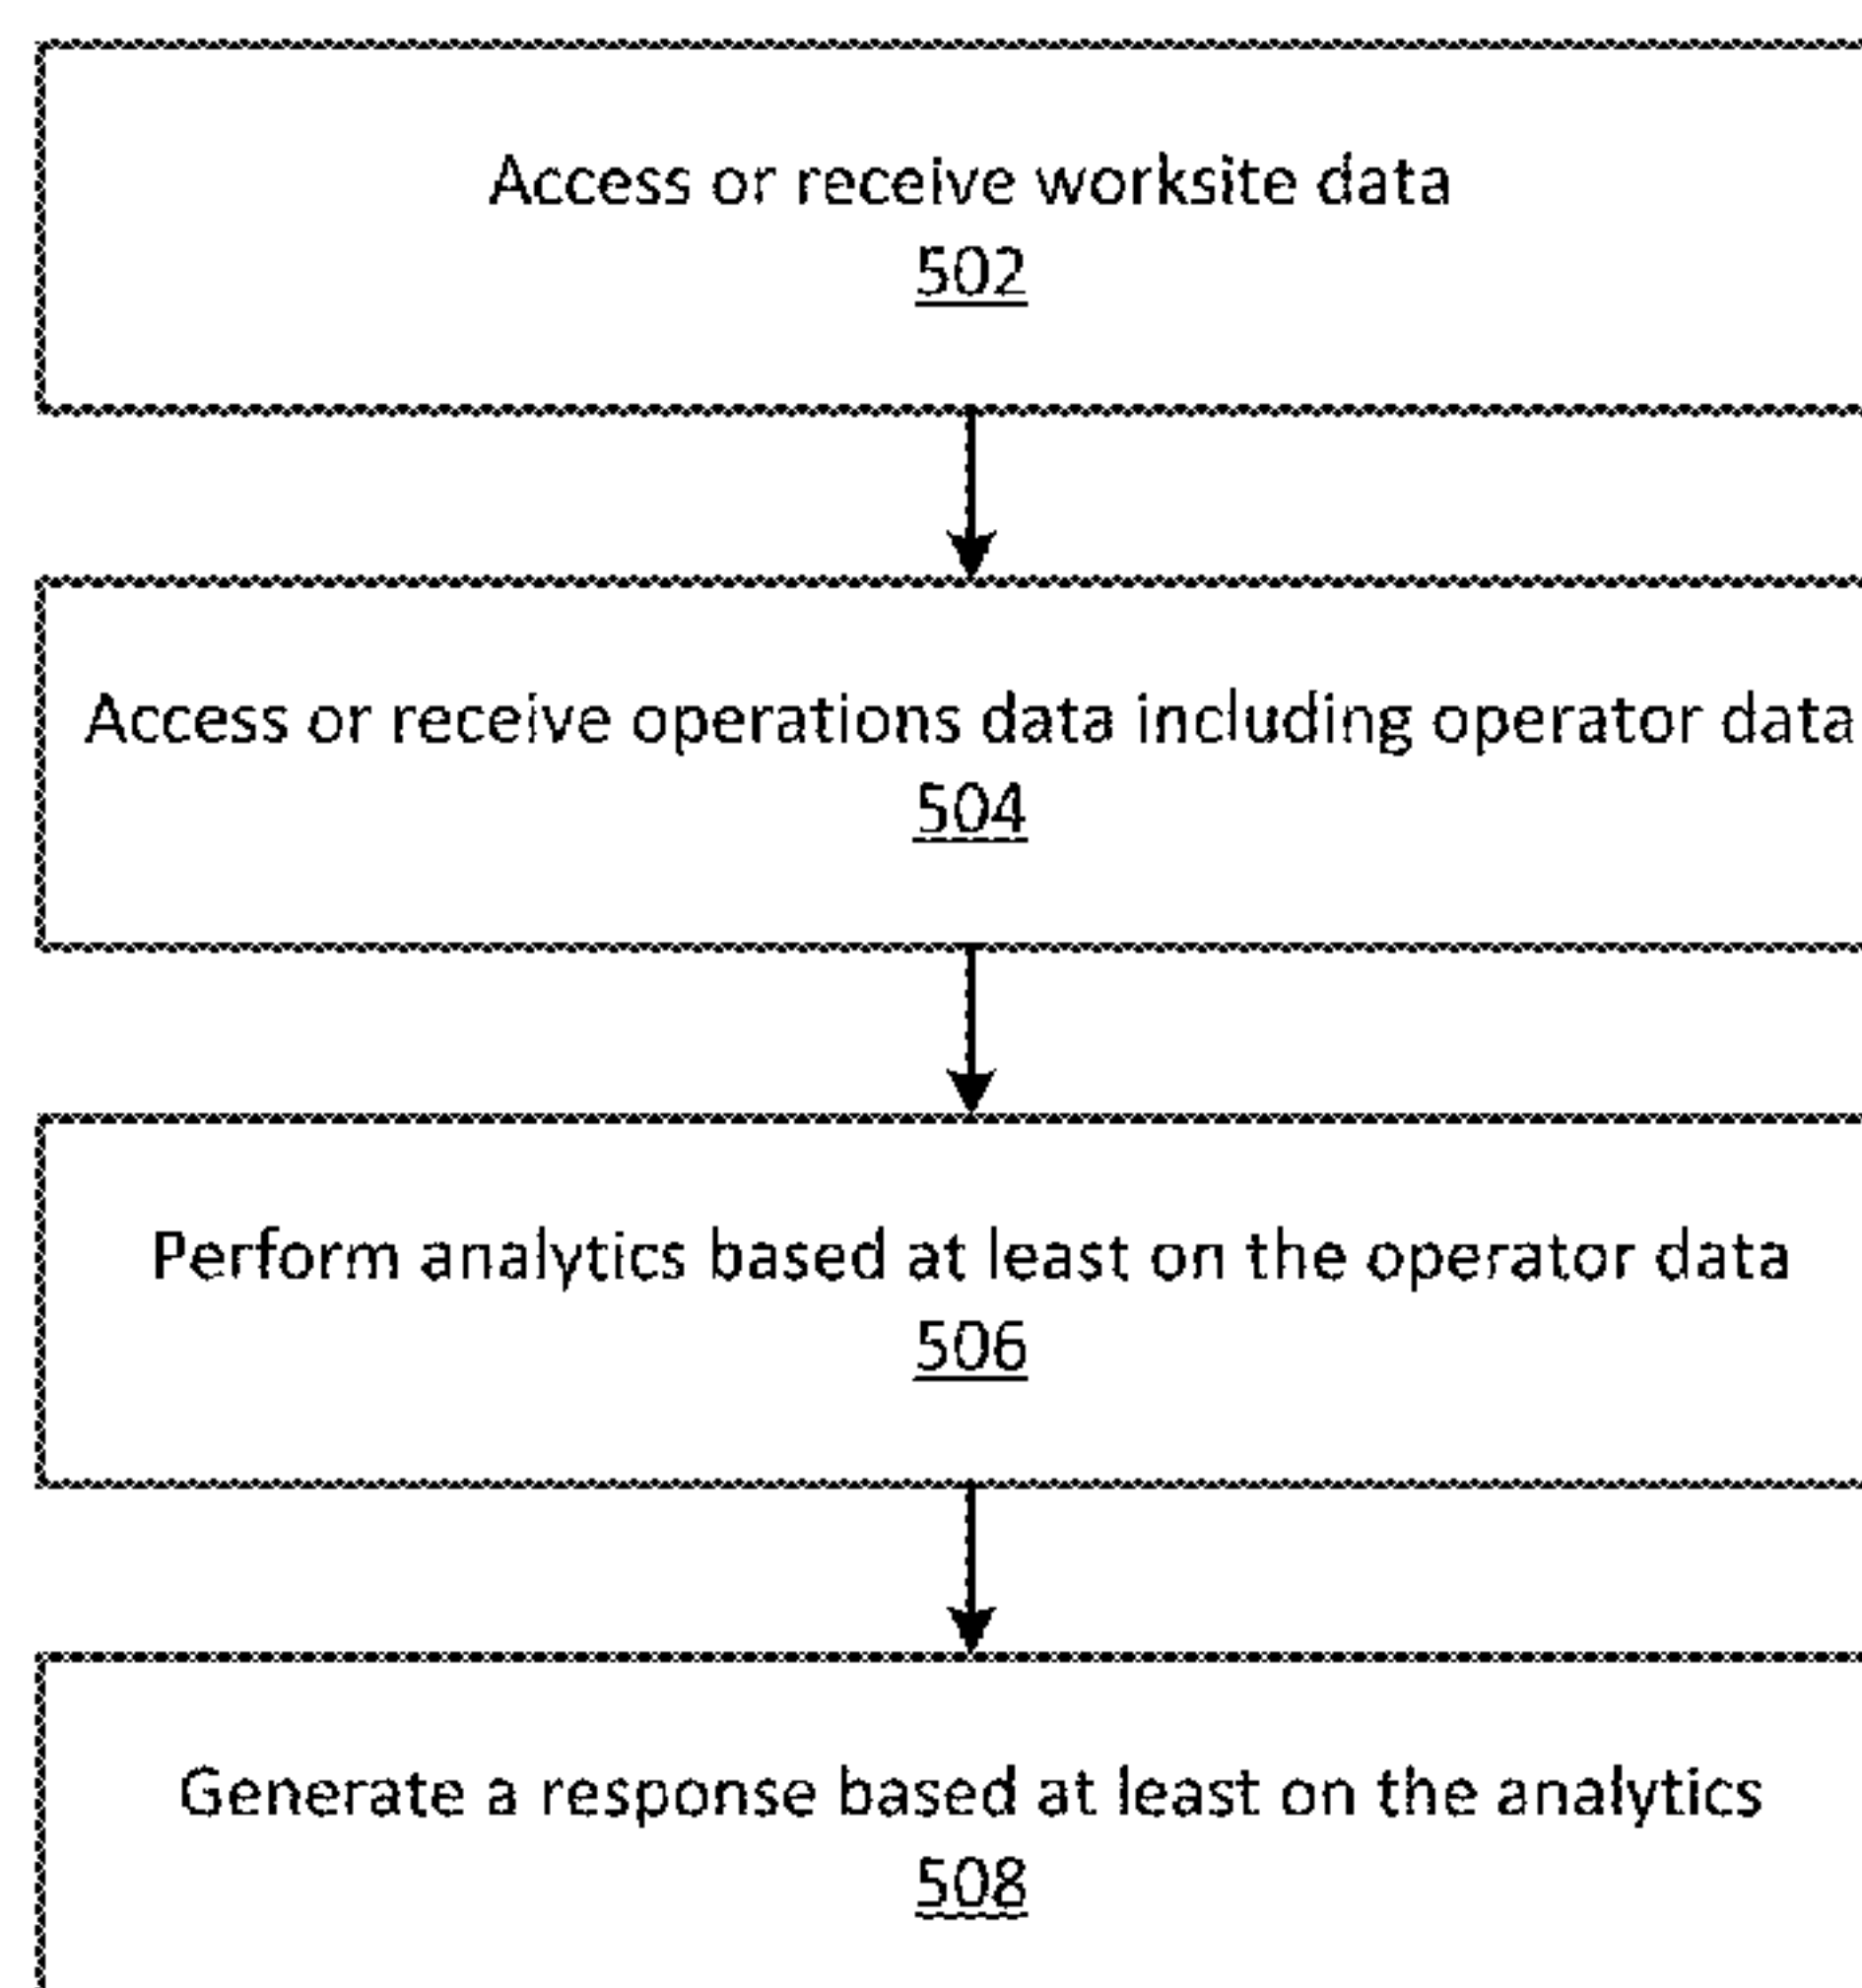 Access or receive worksite data
502
Access or receive operations data including operator data
504
Perform analytics based at least on the operator data
506
Generate a response based at least on the analytics
508